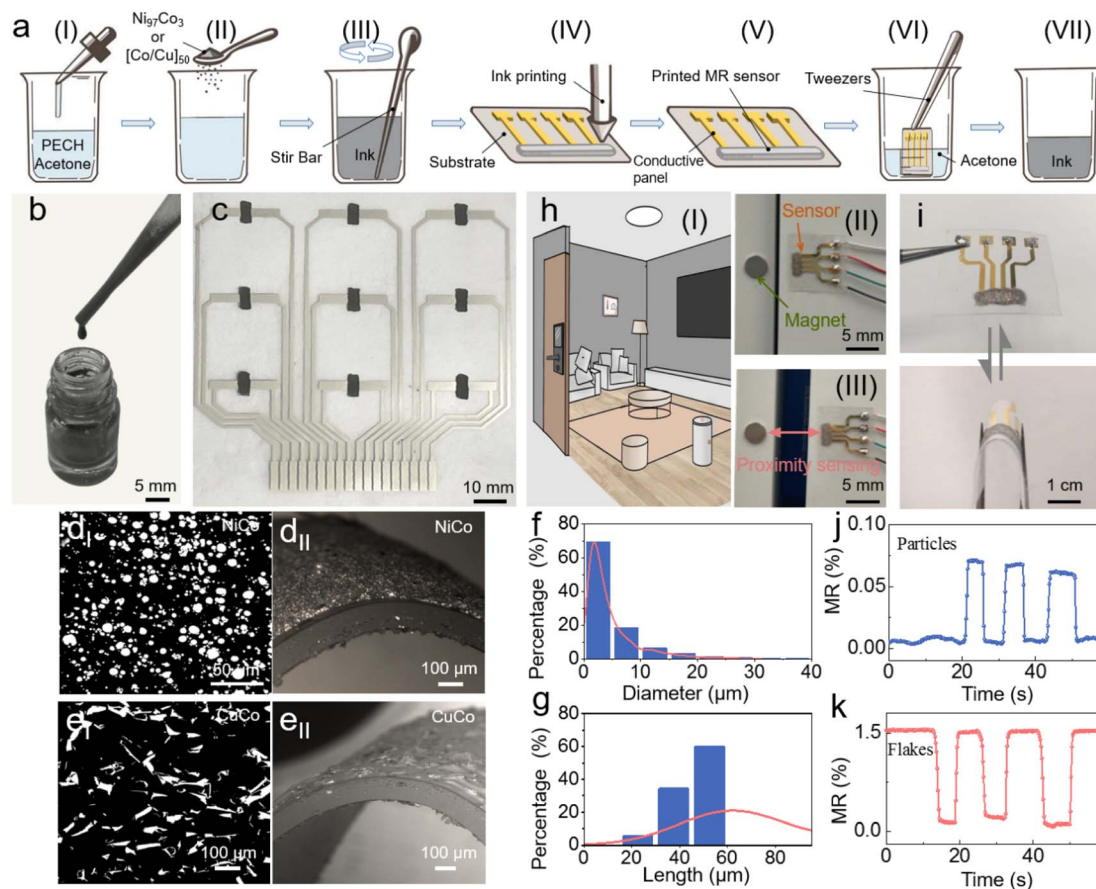 a
(I)
Ni97Co3
or
[Co/Cu]50
(II)
(III)
(IV)
(V)
(VI)
(VII)
PECH
Acetone
Stir Bar
Ink
Ink printing
Substrate
Printed MR sensor
Conductive
panel
Tweezers
Acetone
Ink
b
5 mm
c
10 mm
h
(I)
Sensor
(II)
Magnet
5 mm
(III)
Proximity sensing
5 mm
i
1 cm
dI
NiCo
50 μm
dII
NiCo
100 μm
eI
CuCo
100 μm
eII
CuCo
100 μm
f
Percentage (%)
80
60
40
20
0
0 10 20 30 40
Diameter (μm)
g
Percentage (%)
80
60
40
20
0
0 20 40 60 80
Length (μm)
j
MR (%)
0.10
0.05
0.00
Particles
0 20 40
Time (s)
k
MR (%)
1.5
0.0
Flakes
0 20 40 60
Time (s)